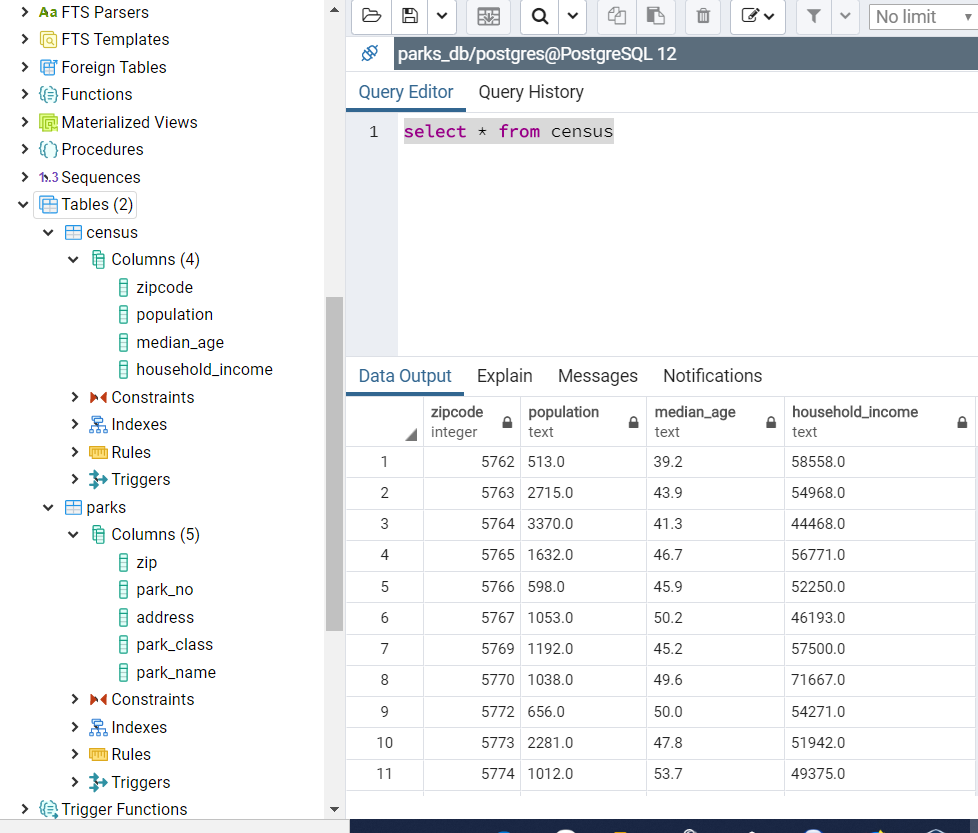 Aa FTS Parsers
FTS Templates
Foreign Tables
Functions
Materialized Views
Procedures
1.3 Sequences
Tables (2)
census
Columns (4)
zipcode
population
median_age
household_income
Constraints
Indexes
Rules
Triggers
parks
Columns (5)
zip
park_no
address
park_class
park_name
Constraints
Indexes
Rules
Triggers
Trigger Functions
No limit
parks_db/postgres@PostgreSQL 12
Query Editor Query History
1 select * from census
Data Output Explain Messages Notifications
zipcode population median_age household_income
integer text text text
1 5762 513.0 39.2 58558.0
2 5763 2715.0 43.9 54968.0
3 5764 3370.0 41.3 44468.0
4 5765 1632.0 46.7 56771.0
5 5766 598.0 45.9 52250.0
6 5767 1053.0 50.2 46193.0
7 5769 1192.0 45.2 57500.0
8 5770 1038.0 49.6 71667.0
9 5772 656.0 50.0 54271.0
10 5773 2281.0 47.8 51942.0
11 5774 1012.0 53.7 49375.0